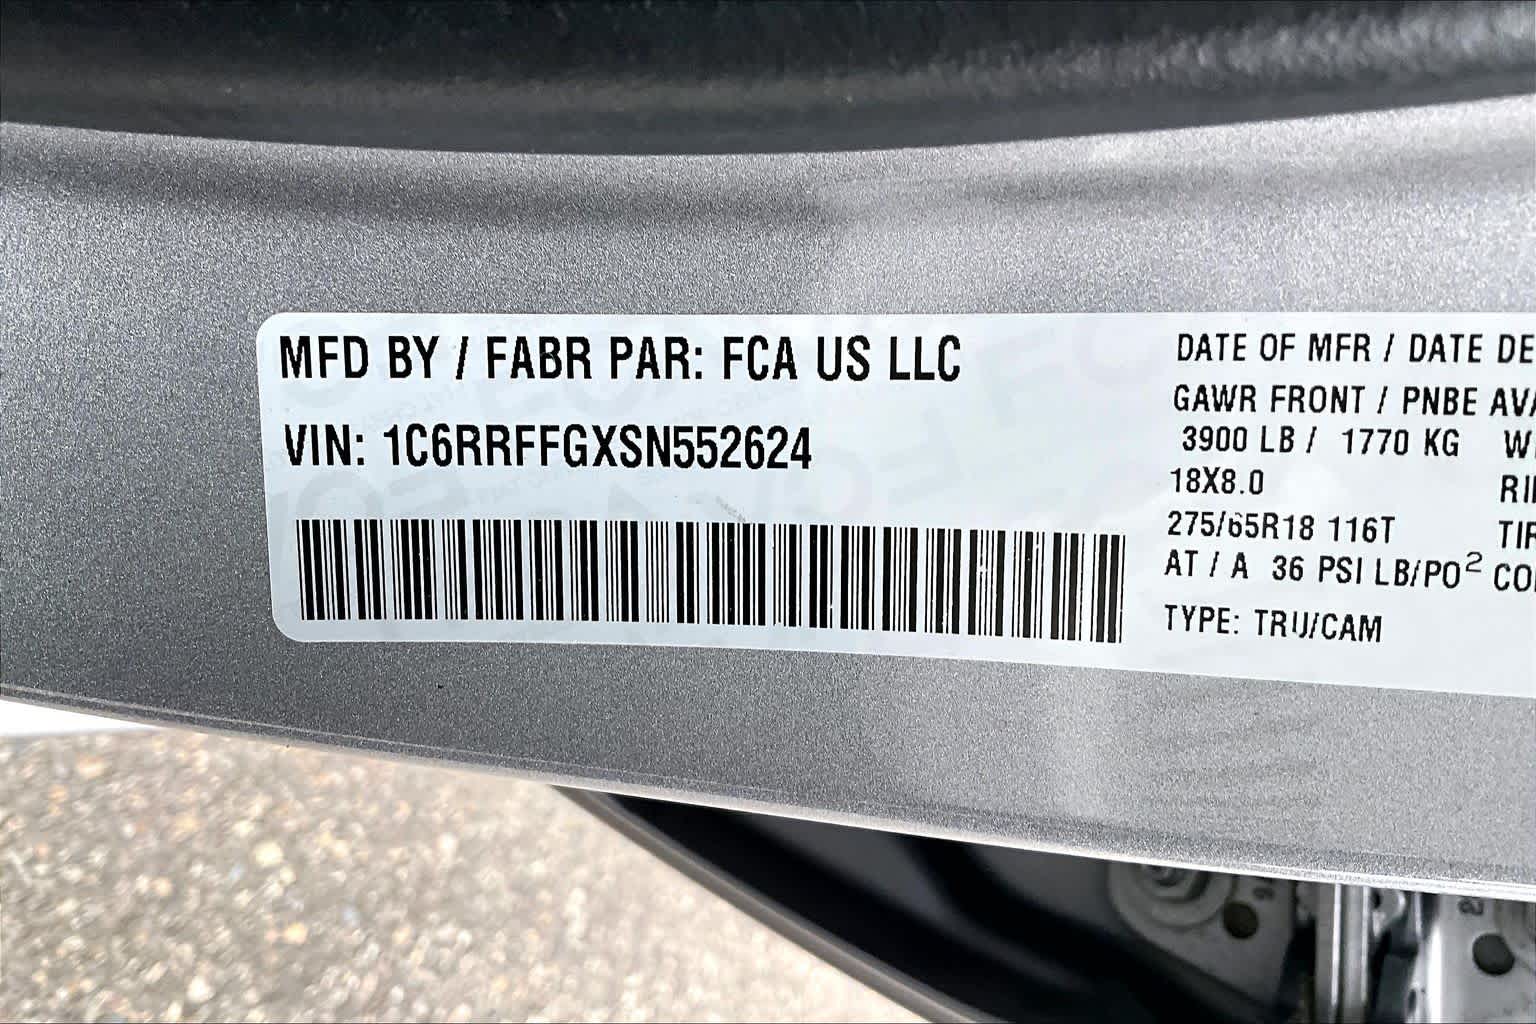 MFD BY / FABR PAR: FCA US LLC
VIN: 1C6RRFFGXSN552624
DATE OF MFR / DATE DE
GAWR FRONT / PNBE AVA
3900 LB / 1770 KG
18X8.0
275/65R18 116T
AT / A 36 PSI LB/PO²
TYPE: TRU/CAM